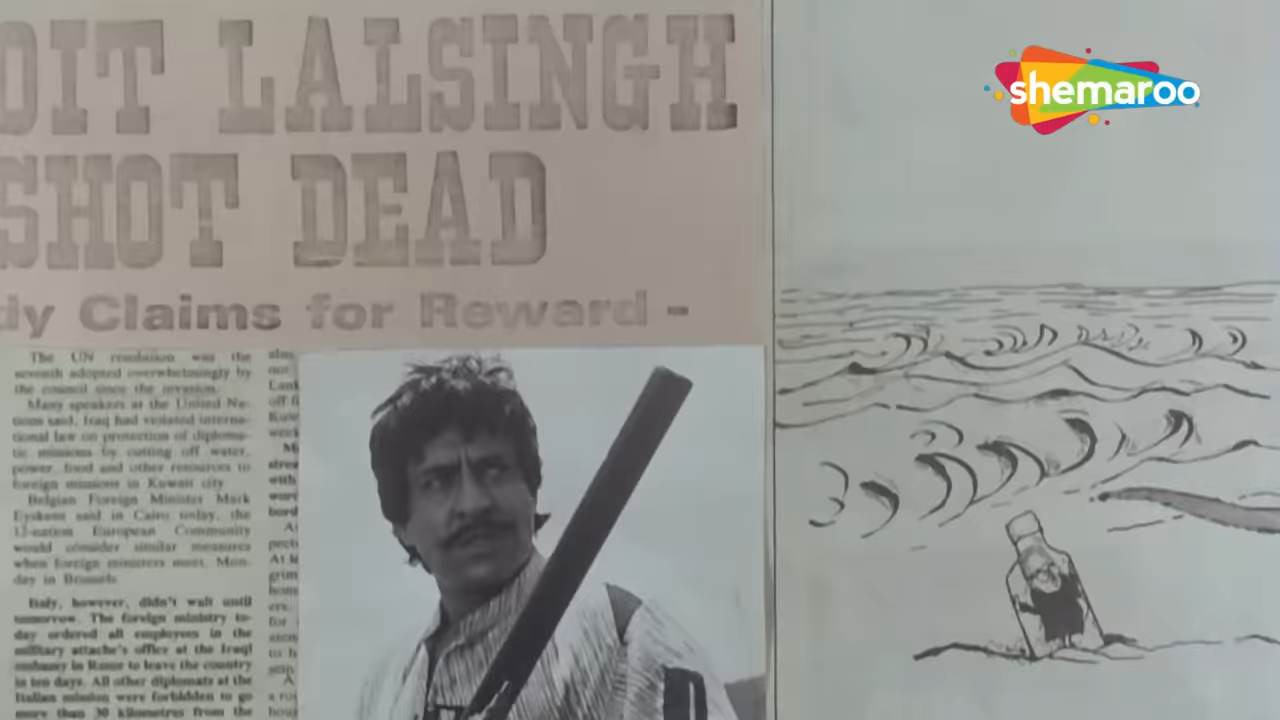 OIT LALSINGH
SHOT DEAD
dy Claims for Reward -
The UN resolution was the
seventh adopted overwhelmingly by
the council since the invasion.
Many speakers at the United Na-
tions said, Iraq had violated interna-
tional law on protection of diploma-
tic missions by cutting off water,
power, food and other resources to
foreign missions in Kuwait city
Belgian Foreign Minister Mark
Eyskens said in Cairo today, the
12-nation European Community
would consider similar measures
when foreign ministers meet, Mon-
day in Brussels.
Italy, however, didn't wait until
tomorrow. The foreign ministry to-
day ordered all employees in the
military attache's office at the Iraqi
embassy in Rome to leave the country
in ten days. All other diplomats at the
Italian mission were forbidden to go
more than 30 kilometres from the
shemaroo